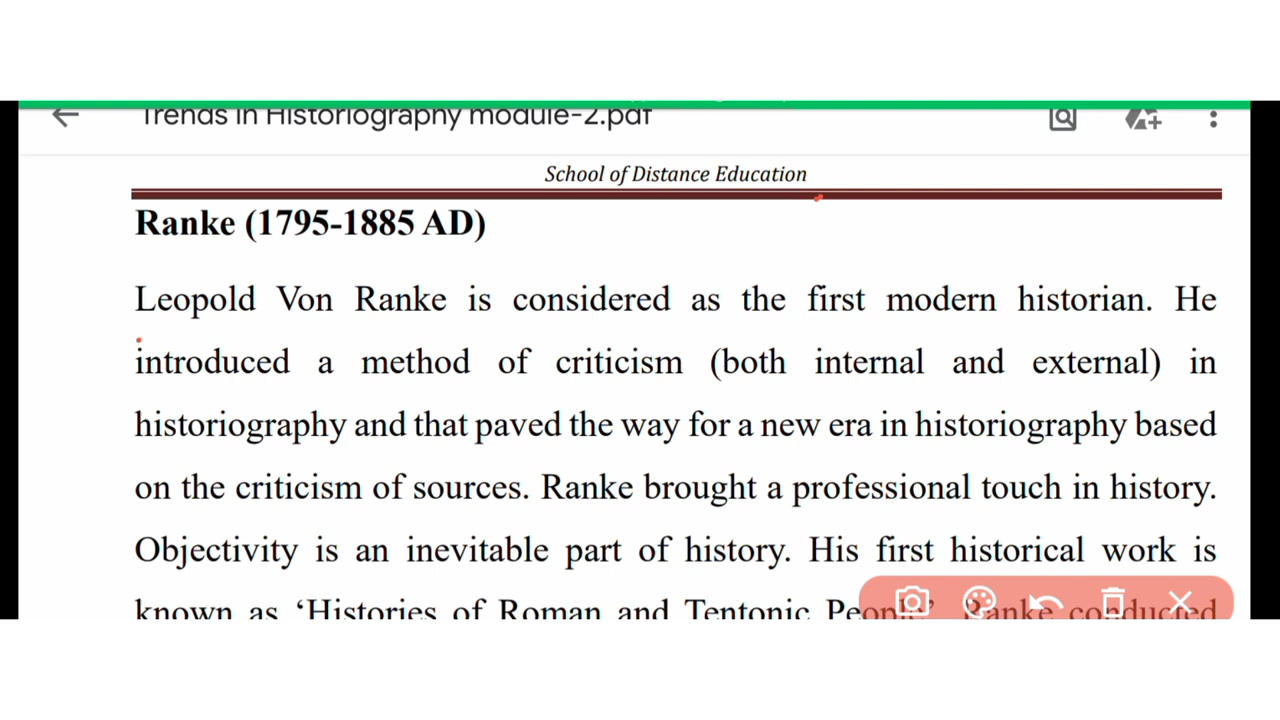 Trends in Historiography module-2.pdf
School of Distance Education
Ranke (1795-1885 AD)
Leopold Von Ranke is considered as the first modern historian. He
introduced a method of criticism (both internal and external) in
historiography and that paved the way for a new era in historiography based
on the criticism of sources. Ranke brought a professional touch in history.
Objectivity is an inevitable part of history. His first historical work is
known as ‘Histories of Roman and Tentonic People’ Ranke conducted